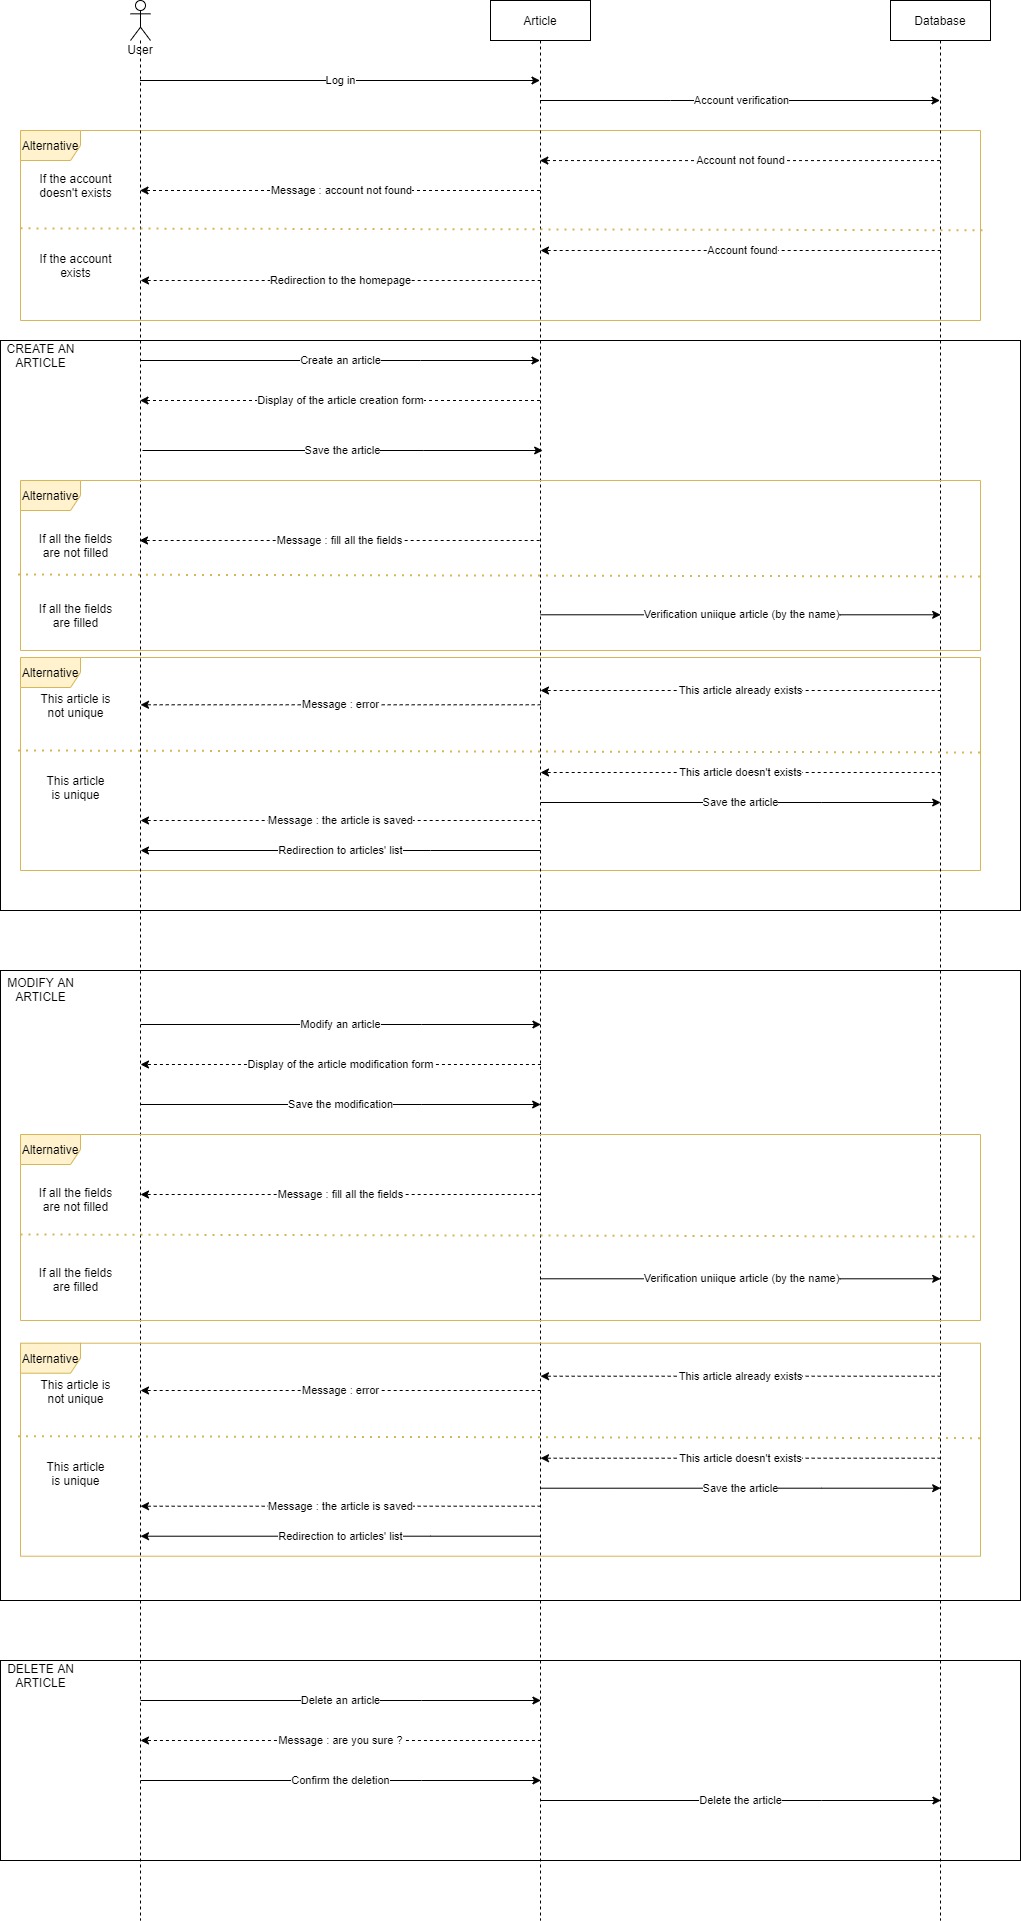 User
Article
Database
Log in
Account verification
Alternative
Account not found
If the account
doesn't exists
Message : account not found
Account found
If the account
exists
Redirection to the homepage
CREATE AN
ARTICLE
Create an article
Display of the article creation form
Save the article
Alternative
If all the fields
are not filled
Message : fill all the fields
If all the fields
are filled
Verification uniique article (by the name)
Alternative
This article already exists
This article is
not unique
Message : error
This article doesn't exists
This article
is unique
Save the article
Message : the article is saved
Redirection to articles' list
MODIFY AN
ARTICLE
Modify an article
Display of the article modification form
Save the modification
Alternative
If all the fields
are not filled
Message : fill all the fields
If all the fields
are filled
Verification uniique article (by the name)
Alternative
This article already exists
This article is
not unique
Message : error
This article doesn't exists
This article
is unique
Save the article
Message : the article is saved
Redirection to articles' list
DELETE AN
ARTICLE
Delete an article
Message : are you sure ?
Confirm the deletion
Delete the article